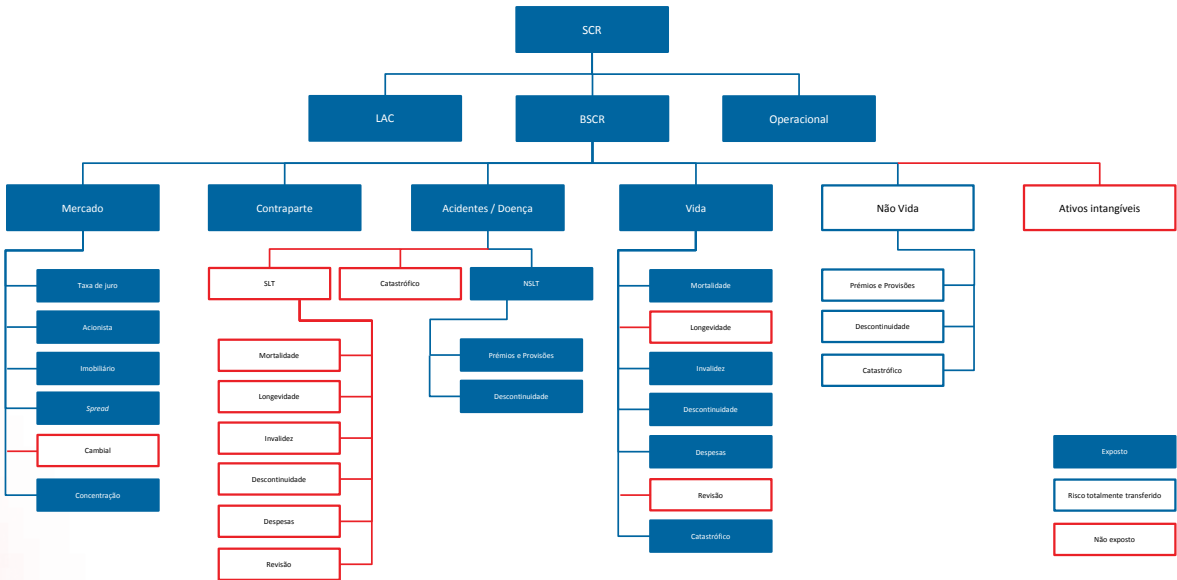 SCR
LAC
BSCR
Operacional
Mercado
Contraparte
Acidentes / Doença
Vida
Não Vida
Ativos intangíveis
Taxa de juro
Acionista
Imobiliário
Spread
Cambial
Concentração
SLT
Catastrófico
NSLT
Mortalidade
Longevidade
Invalidez
Descontinuidade
Despesas
Revisão
Prémios e Provisões
Descontinuidade
Mortalidade
Longevidade
Invalidez
Descontinuidade
Despesas
Revisão
Catastrófico
Prémios e Provisões
Descontinuidade
Catastrófico
Exposto
Risco totalmente transferido
Não exposto